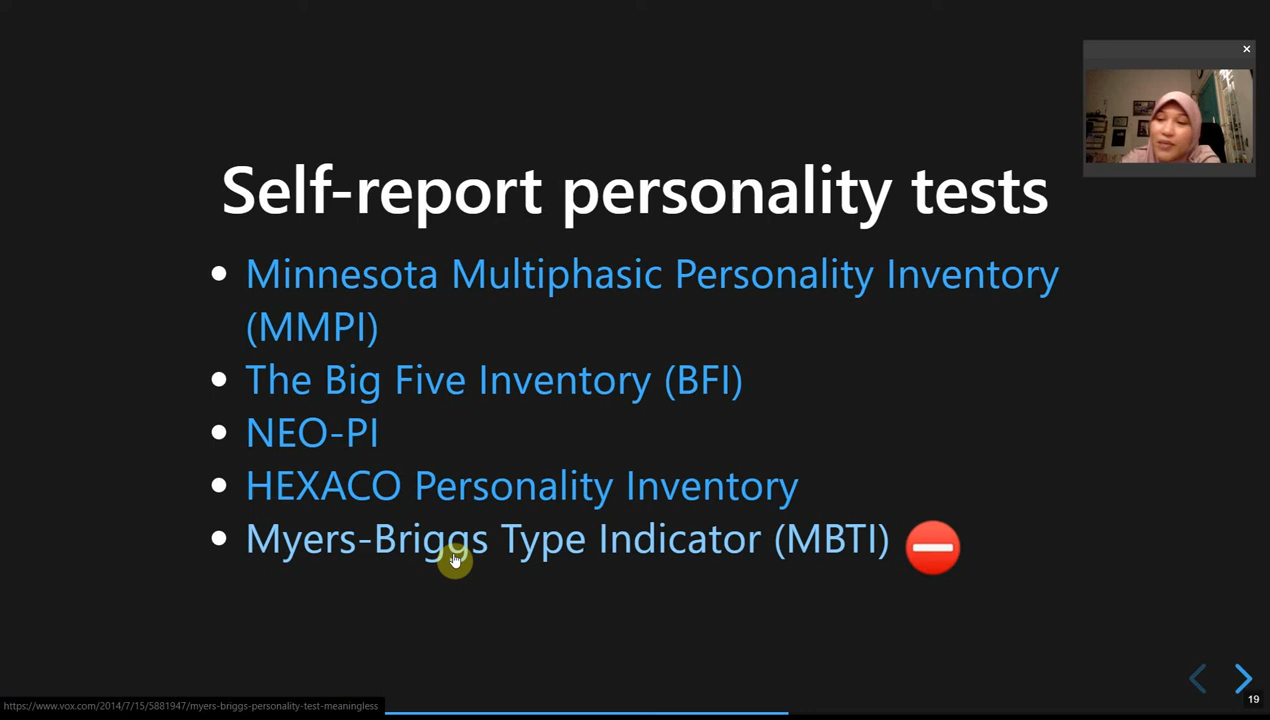 Self-report personality tests
• Minnesota Multiphasic Personality Inventory
(MMPI)
• The Big Five Inventory (BFI)
• NEO-PI
• HEXACO Personality Inventory
• Myers-Briggs Type Indicator (MBTI) ⛔
19
https://www.vox.com/2014/7/15/5881947/myers-briggs-personality-test-meaningless